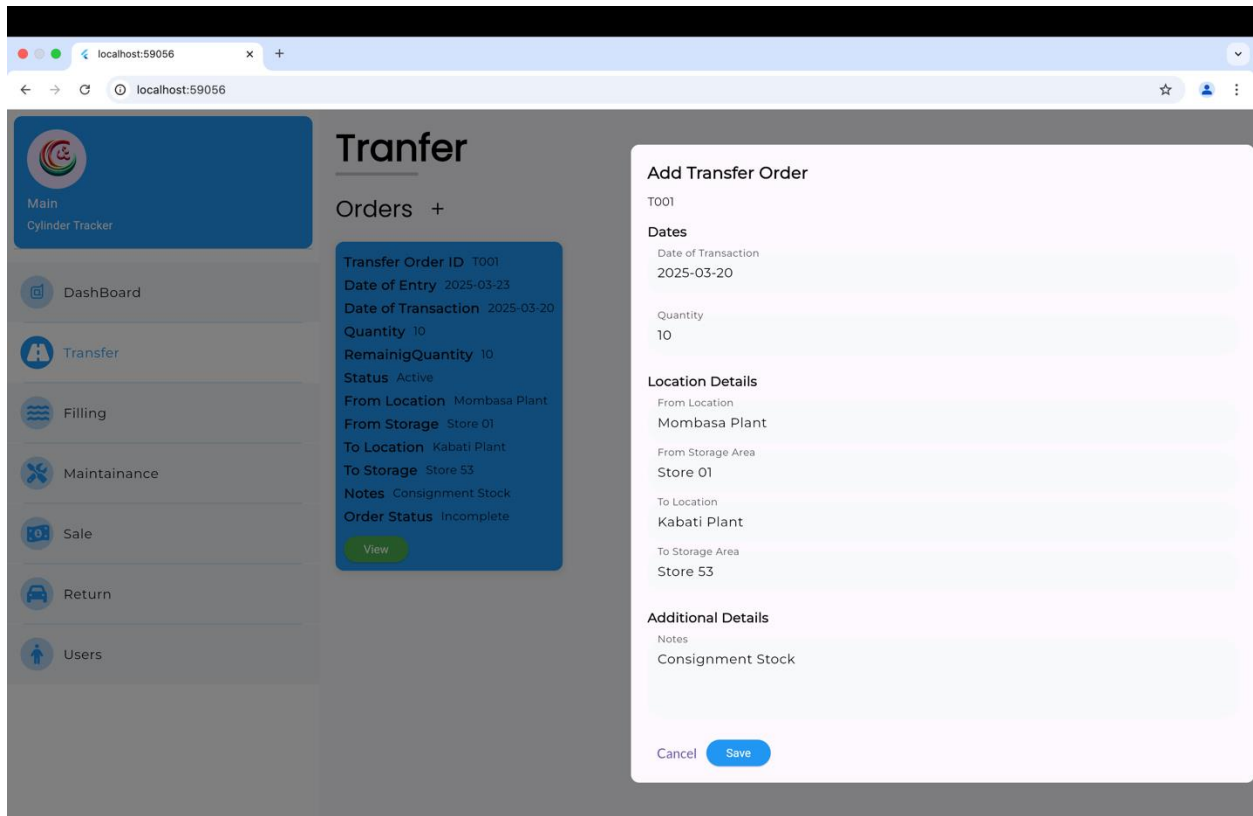 localhost:59056
localhost:59056
Main
Cylinder Tracker
DashBoard
Transfer
Filling
Maintainance
Sale
Return
Users
Tranfer
Orders +
Transfer Order ID T001
Date of Entry 2025-03-23
Date of Transaction 2025-03-20
Quantity 10
RemainigQuantity 10
Status Active
From Location Mombasa Plant
From Storage Store 01
To Location Kabati Plant
To Storage Store 53
Notes Consignment Stock
Order Status Incomplete
View
Add Transfer Order
T001
Dates
Date of Transaction
2025-03-20
Quantity
10
Location Details
From Location
Mombasa Plant
From Storage Area
Store 01
To Location
Kabati Plant
To Storage Area
Store 53
Additional Details
Notes
Consignment Stock
Cancel Save